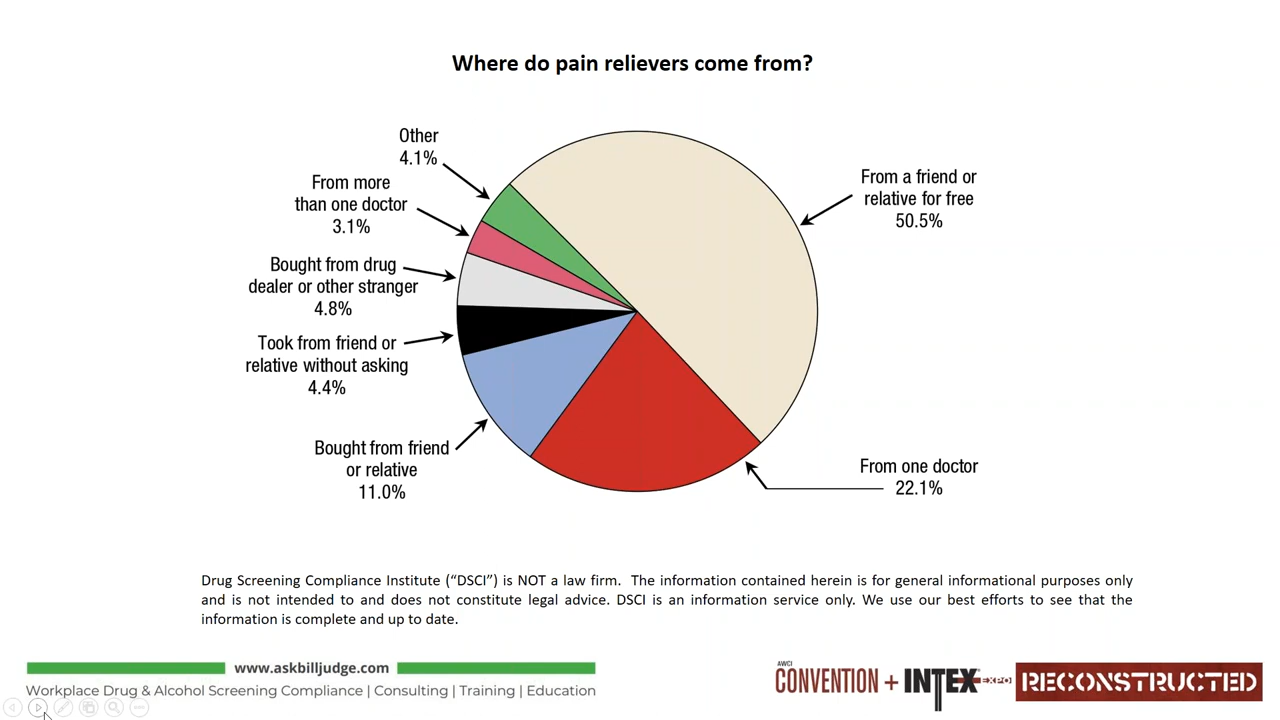 Where do pain relievers come from?
Other
4.1%
From more
than one doctor
3.1%
Bought from drug
dealer or other stranger
4.8%
Took from friend or
relative without asking
4.4%
Bought from friend
or relative
11.0%
From a friend or
relative for free
50.5%
From one doctor
22.1%
Drug Screening Compliance Institute (“DSCI”) is NOT a law firm. The information contained herein is for general informational purposes only
and is not intended to and does not constitute legal advice. DSCI is an information service only. We use our best efforts to see that the
information is complete and up to date.
www.askbilljudge.com
Workplace Drug & Alcohol Screening Compliance | Consulting | Training | Education
AWCI
CONVENTION + INTEX EXPO RECONSTRUCTED